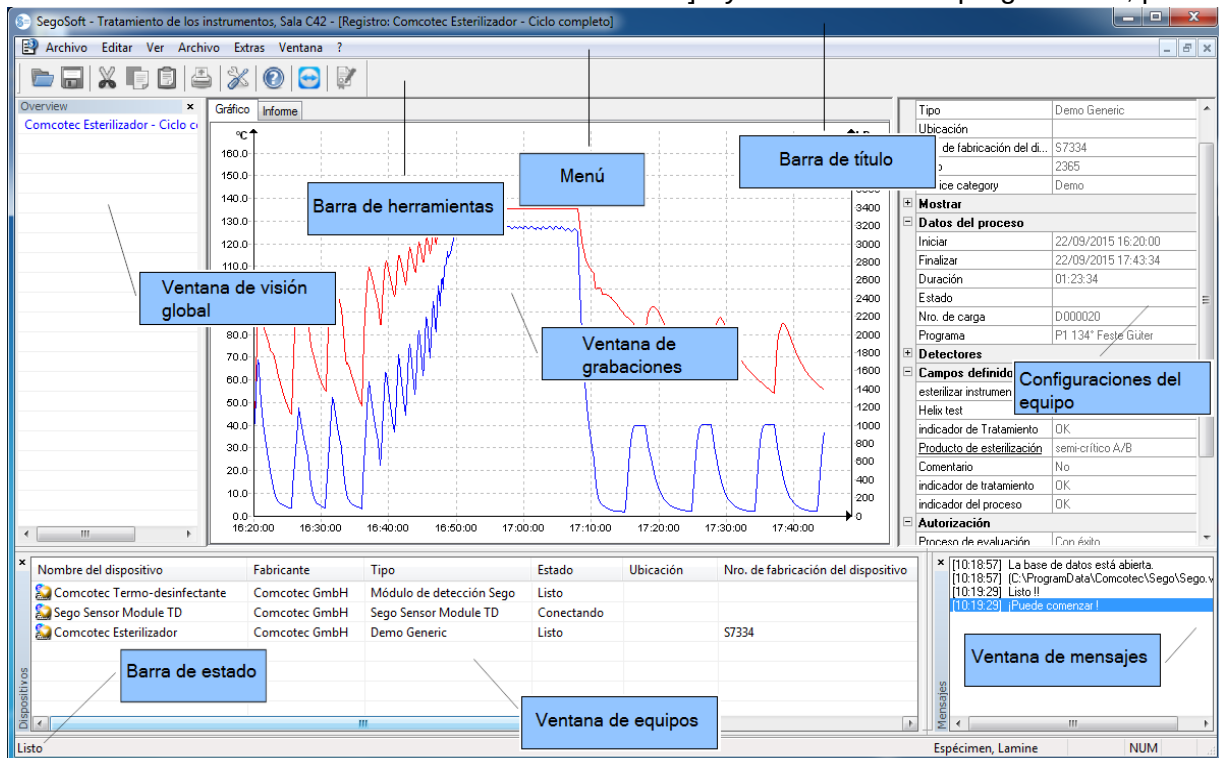 SegoSoft - Tratamiento de los instrumentos, Sala C42 - [Registro: Comcotec Esterilizador - Ciclo completo]
Archivo Editar Ver Archivo Extras Ventana ?
Overview x
Comcotec Esterilizador - Ciclo c
Gráfico Informe
°C
160.0
150.0
140.0
130.0
120.0
110.0
80.0
70.0
60.0
50.0
40.0
30.0
20.0
10.0
0.0
3400
3200
3000
2800
2600
2400
2200
2000
1800
1600
1400
1200
1000
800
600
400
200
0
16:20:00 16:30:00 16:40:00 16:50:00 17:00:00 17:10:00 17:20:00 17:30:00 17:40:00
Menú
Barra de título
Barra de herramientas
Ventana de visión
global
Ventana de
grabaciones
Configuraciones del
equipo
Tipo Demo Generic
Ubicación
de fabricación del di... S7334
2365
ice category Demo
Mostrar
Datos del proceso
Iniciar 22/09/2015 16:20:00
Finalizar 22/09/2015 17:43:34
Duración 01:23:34
Estado
Nro. de carga D000020
Programa P1 134° Feste Güter
Detectores
Campos definido
esterilizar instrumen
Helix test
indicador de Tratamiento OK
Producto de esterilización semi-crítico A/B
Comentario No
indicador de tratamiento OK
indicador del proceso OK
Autorización
Proceso de evaluación Con éxito
Nombre del dispositivo Fabricante Tipo Estado Ubicación Nro. de fabricación del dispositivo
Comcotec Termo-desinfectante Comcotec GmbH Módulo de detección Sego Listo
Sego Sensor Module TD Comcotec GmbH Sego Sensor Module TD Conectando
Comcotec Esterilizador Comcotec GmbH Demo Generic Listo S7334
Dispositivos
Barra de estado
Ventana de equipos
[10:18:57] La base de datos está abierta.
[10:18:57] (C:\ProgramData\Comcotec\Sego\Sego.v
[10:19:29] Listo !!
[10:19:29] ¡Puede comenzar !
Mensajes
Ventana de mensajes
Listo Espécimen, Lamine NUM